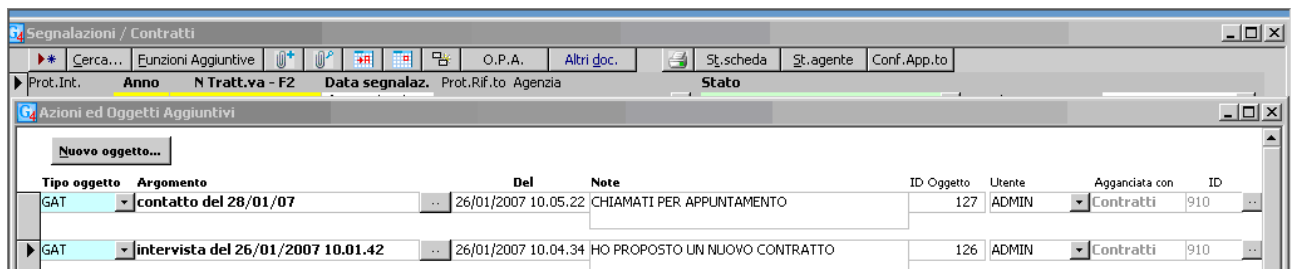 Segnalazioni / Contratti
Cerca... Funzioni Aggiuntive O.P.A. Altri doc. St.scheda St.agente Conf.App.to
Prot.Int. Anno N Tratt.va - F2 Data segnalaz. Prot.Rif.to Agenzia Stato
Azioni ed Oggetti Aggiuntivi
Nuovo oggetto...
Tipo oggetto Argomento Del Note ID Oggetto Utente Agganciata con ID
GAT contatto del 28/01/07 .. 26/01/2007 10.05.22 CHIAMATI PER APPUNTAMENTO 127 ADMIN Contratti 910 ..
GAT intervista del 26/01/2007 10.01.42 .. 26/01/2007 10.04.34 HO PROPOSTO UN NUOVO CONTRATTO 126 ADMIN Contratti 910 ..